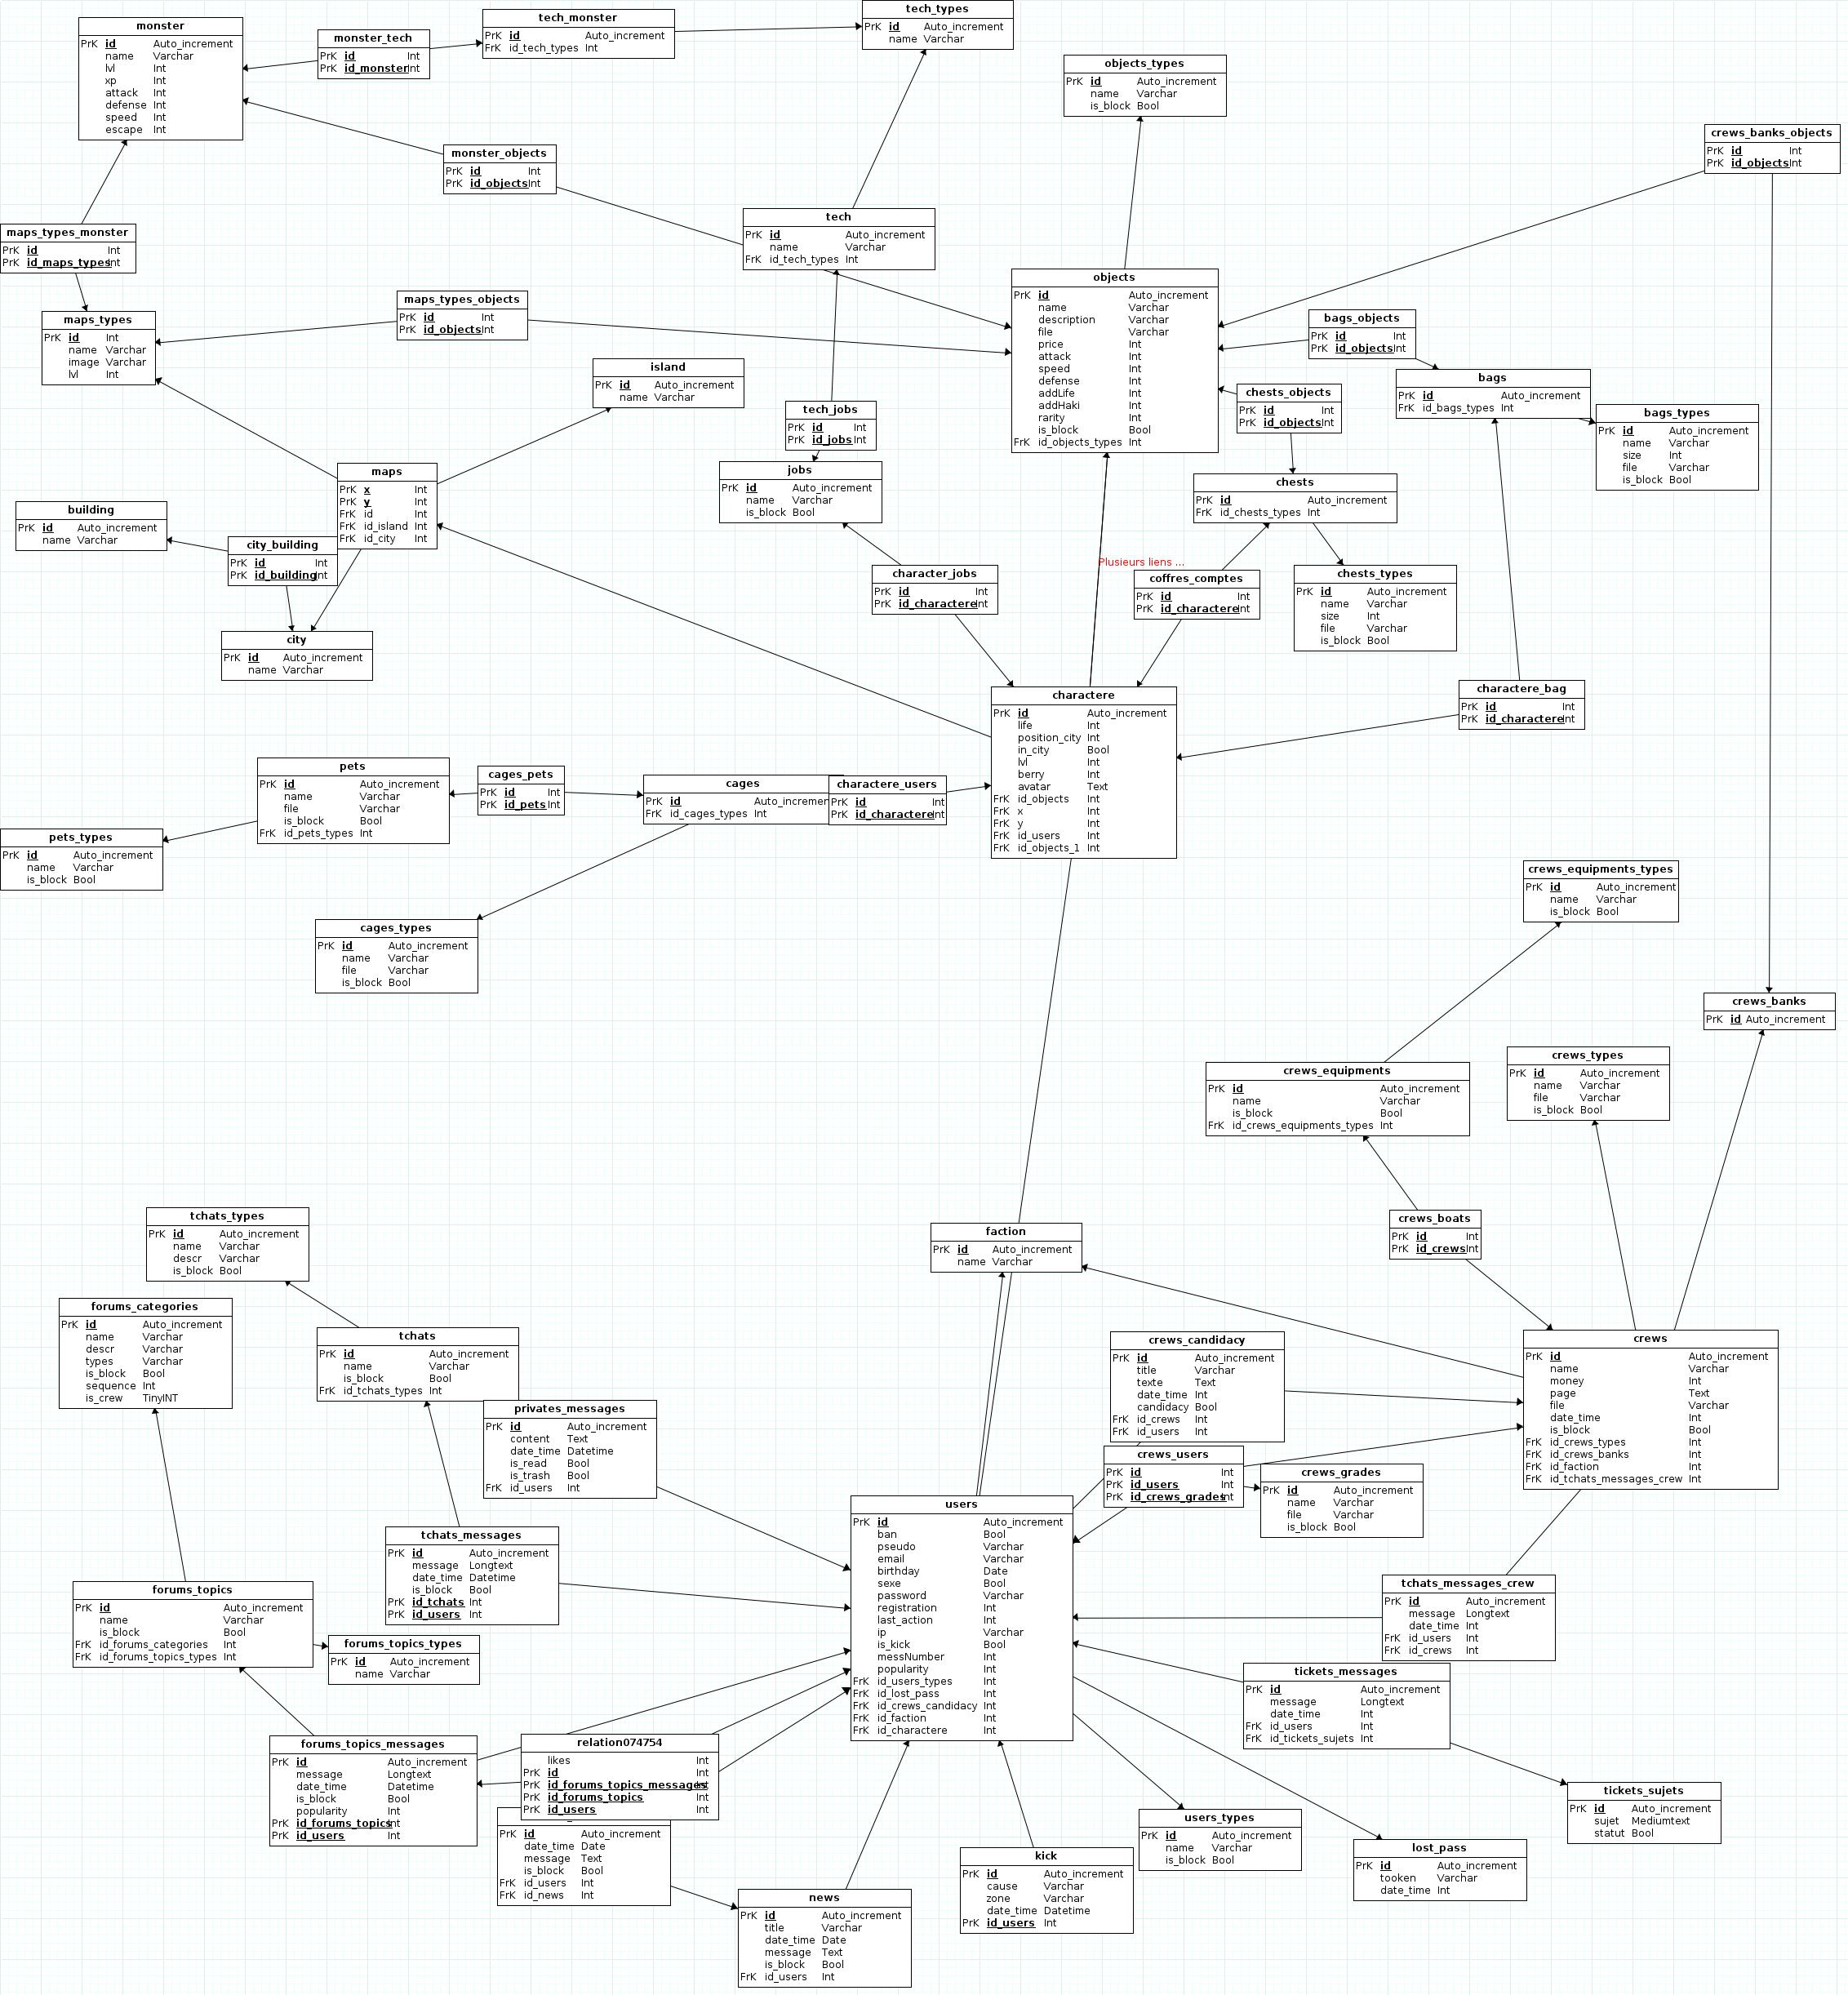 monster
PrK id Auto_increment
name Varchar
lvl Int
xp Int
attack Int
defense Int
speed Int
escape Int
monster_tech
PrK id Int
PrK id_monster Int
tech_monster
PrK id Auto_increment
FrK id_tech_types Int
tech_types
PrK id Auto_increment
name Varchar
objects_types
PrK id Auto_increment
name Varchar
is_block Bool
crews_banks_objects
PrK id Int
PrK id_objects Int
monster_objects
PrK id Int
PrK id_objects Int
tech
PrK id Auto_increment
name Varchar
FrK id_tech_types Int
maps_types_monster
PrK id Int
PrK id_maps_types Int
maps_types
PrK id Int
name Varchar
image Varchar
lvl Int
maps_types_objects
PrK id Int
PrK id_objects Int
objects
PrK id Auto_increment
name Varchar
description Varchar
file Varchar
price Int
attack Int
speed Int
defense Int
addLife Int
addHaki Int
rarity Int
is_block Bool
FrK id_objects_types Int
bags_objects
PrK id Int
PrK id_objects Int
bags
PrK id Auto_increment
FrK id_bags_types Int
bags_types
PrK id Auto_increment
name Varchar
size Int
file Varchar
is_block Bool
island
PrK id Auto_increment
name Varchar
chests_objects
PrK id Int
PrK id_objects Int
tech_jobs
PrK id Int
PrK id_jobs Int
jobs
PrK id Auto_increment
name Varchar
is_block Bool
maps
PrK x Int
PrK y Int
FrK id Int
FrK id_island Int
FrK id_city Int
chests
PrK id Auto_increment
FrK id_chests_types Int
building
PrK id Auto_increment
name Varchar
city_building
PrK id Int
PrK id_building Int
city
PrK id Auto_increment
name Varchar
character_jobs
PrK id Int
PrK id_charactere Int
Plusieurs liens ...
coffres_comptes
PrK id Int
PrK id_charactere Int
chests_types
PrK id Auto_increment
name Varchar
size Int
file Varchar
is_block Bool
charactere
PrK id Auto_increment
life Int
position_city Int
in_city Bool
lvl Int
berry Int
avatar Text
FrK id_objects Int
FrK x Int
FrK y Int
FrK id_users Int
FrK id_objects_1 Int
charactere_bag
PrK id Int
PrK id_charactere Int
pets
PrK id Auto_increment
name Varchar
file Varchar
is_block Bool
FrK id_pets_types Int
cages_pets
PrK id Int
PrK id_pets Int
cages
PrK id Auto_incremen
FrK id_cages_types Int
charactere_users
PrK id Int
PrK id_charactere Int
pets_types
PrK id Auto_increment
name Varchar
is_block Bool
cages_types
PrK id Auto_increment
name Varchar
file Varchar
is_block Bool
crews_equipments_types
PrK id Auto_increment
name Varchar
is_block Bool
crews_banks
PrK id Auto_increment
crews_equipments
PrK id Auto_increment
name Varchar
is_block Bool
FrK id_crews_equipments_types Int
crews_types
PrK id Auto_increment
name Varchar
file Varchar
is_block Bool
tchats_types
PrK id Auto_increment
name Varchar
descr Varchar
is_block Bool
faction
PrK id Auto_increment
name Varchar
crews_boats
PrK id Int
PrK id_crews Int
forums_categories
PrK id Auto_increment
name Varchar
descr Varchar
types Varchar
is_block Bool
sequence Int
is_crew TinyINT
tchats
PrK id Auto_increment
name Varchar
is_block Bool
FrK id_tchats_types Int
crews_candidacy
PrK id Auto_increment
title Varchar
texte Text
date_time Int
candidacy Bool
FrK id_crews Int
FrK id_users Int
crews
PrK id Auto_increment
name Varchar
money Int
page Text
file Varchar
date_time Int
is_block Bool
FrK id_crews_types Int
FrK id_crews_banks Int
FrK id_faction Int
FrK id_tchats_messages_crew Int
privates_messages
PrK id Auto_increment
content Text
date_time Datetime
is_read Bool
is_trash Bool
FrK id_users Int
crews_users
PrK id Int
PrK id_users Int
PrK id_crews_grades Int
crews_grades
PrK id Auto_increment
name Varchar
file Varchar
is_block Bool
users
PrK id Auto_increment
ban Bool
pseudo Varchar
email Varchar
birthday Date
sexe Bool
password Varchar
registration Int
last_action Int
ip Varchar
is_kick Bool
messNumber Int
popularity Int
FrK id_users_types Int
FrK id_lost_pass Int
FrK id_crews_candidacy Int
FrK id_faction Int
FrK id_charactere Int
tchats_messages
PrK id Auto_increment
message Longtext
date_time Datetime
is_block Bool
PrK id_tchats Int
PrK id_users Int
forums_topics
PrK id Auto_increment
name Varchar
is_block Bool
FrK id_forums_categories Int
FrK id_forums_topics_types Int
forums_topics_types
PrK id Auto_increment
name Varchar
tchats_messages_crew
PrK id Auto_increment
message Longtext
date_time Int
FrK id_users Int
FrK id_crews Int
tickets_messages
PrK id Auto_increment
message Longtext
date_time Int
FrK id_users Int
FrK id_tickets_sujets Int
forums_topics_messages
PrK id Auto_increment
message Longtext
date_time Datetime
is_block Bool
popularity Int
PrK id_forums_topics Int
PrK id_users Int
relation074754
likes Int
PrK id Int
PrK id_forums_topics_messages Int
PrK id_forums_topics Int
PrK id_users Int
PrK id Auto_increment
date_time Date
message Text
is_block Bool
FrK id_users Int
FrK id_news Int
tickets_sujets
PrK id Auto_increment
sujet Mediumtext
statut Bool
users_types
PrK id Auto_increment
name Varchar
is_block Bool
lost_pass
PrK id Auto_increment
tooken Varchar
date_time Int
kick
PrK id Auto_increment
cause Varchar
zone Varchar
date_time Datetime
PrK id_users Int
news
PrK id Auto_increment
title Varchar
date_time Date
message Text
is_block Bool
FrK id_users Int